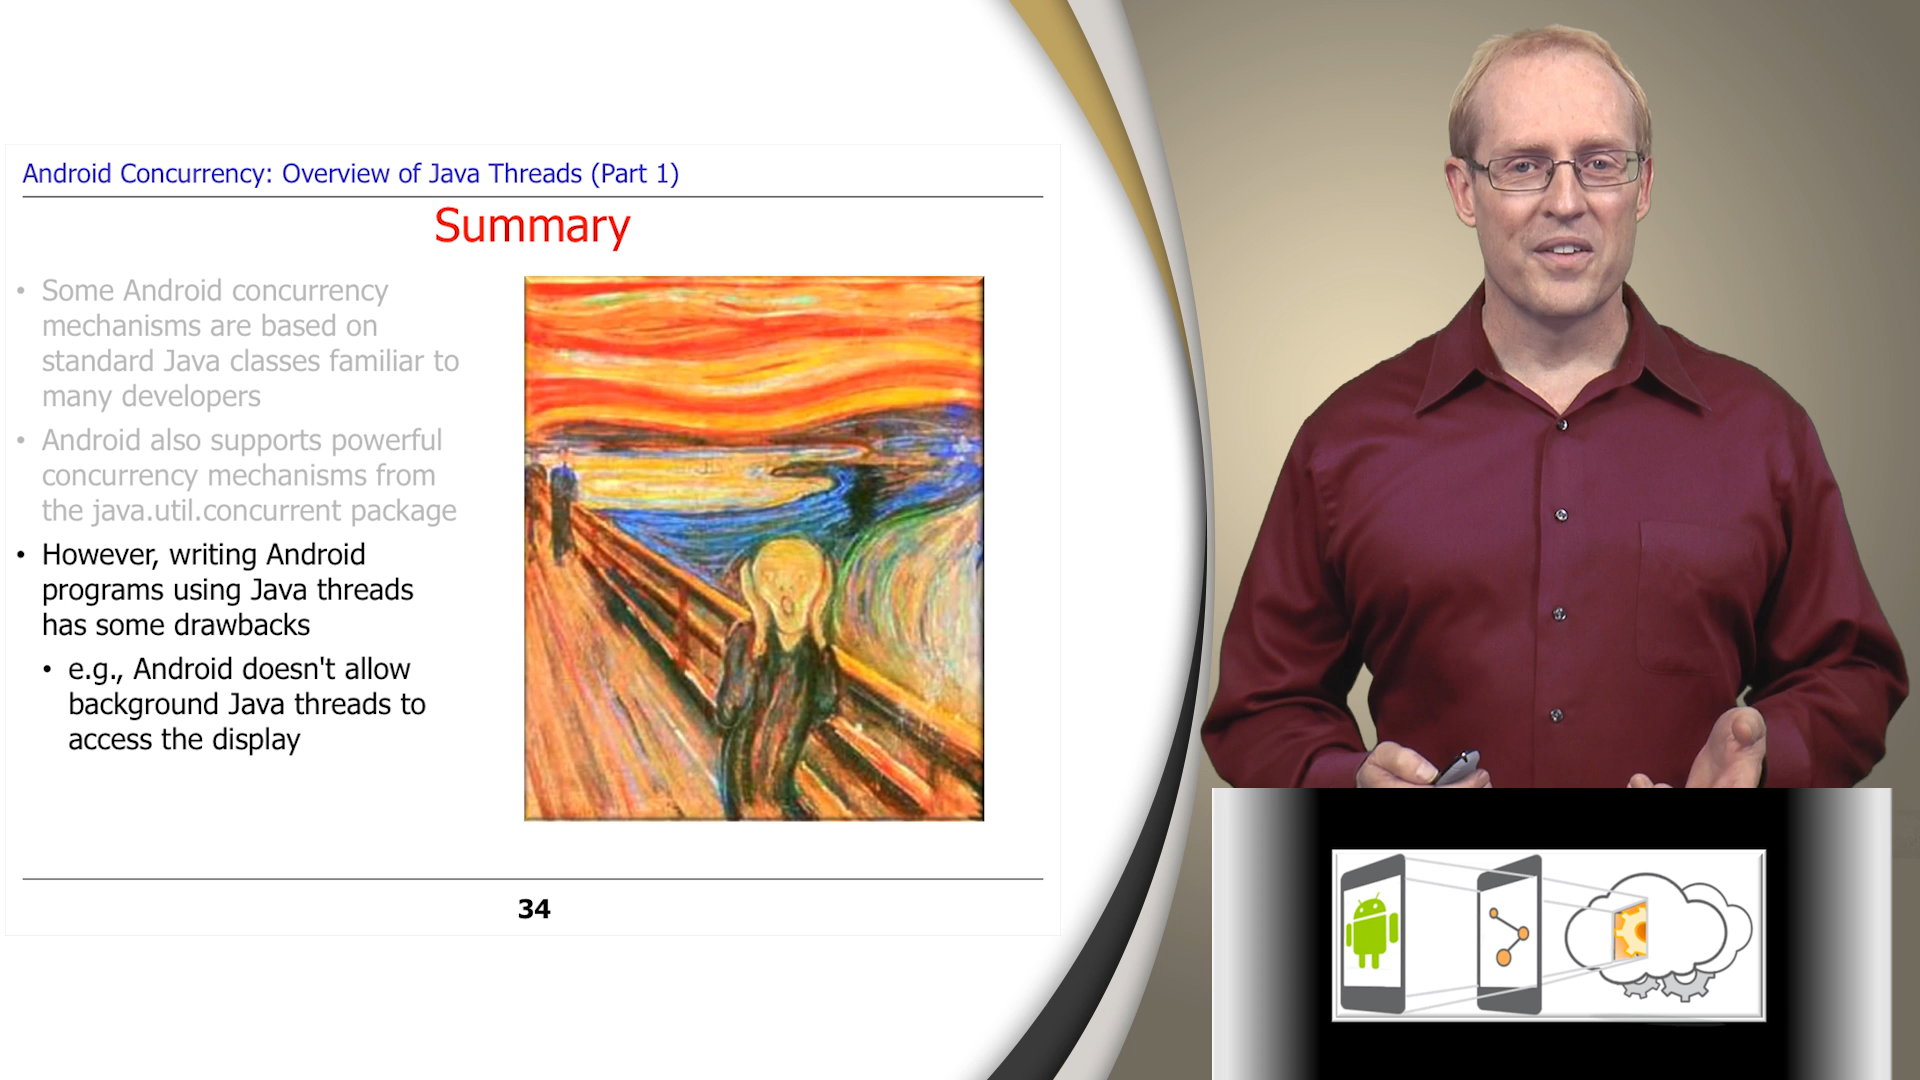 Android Concurrency: Overview of Java Threads (Part 1)
Summary
• Some Android concurrency
mechanisms are based on
standard Java classes familiar to
many developers
• Android also supports powerful
concurrency mechanisms from
the java.util.concurrent package
• However, writing Android
programs using Java threads
has some drawbacks
• e.g., Android doesn't allow
background Java threads to
access the display
34